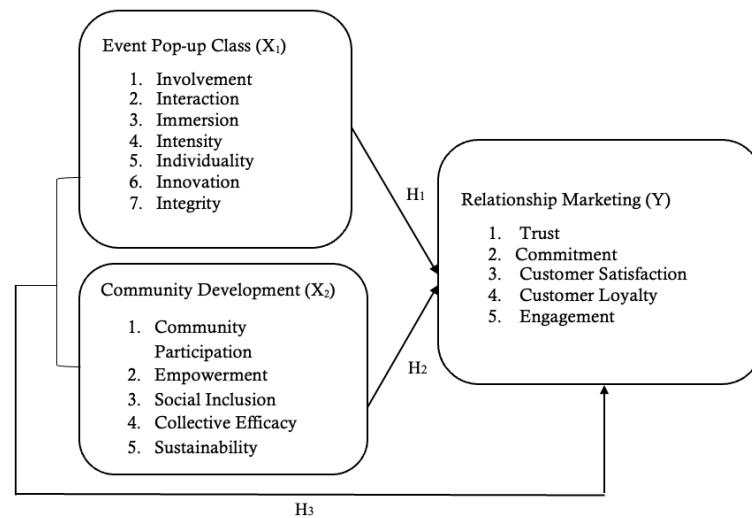 Event Pop-up Class (X₁)
1. Involvement
2. Interaction
3. Immersion
4. Intensity
5. Individuality
6. Innovation
7. Integrity
H₁
Relationship Marketing (Y)
1. Trust
2. Commitment
3. Customer Satisfaction
4. Customer Loyalty
5. Engagement
Community Development (X₂)
1. Community
Participation
2. Empowerment
3. Social Inclusion
4. Collective Efficacy
5. Sustainability
H₂
H₃